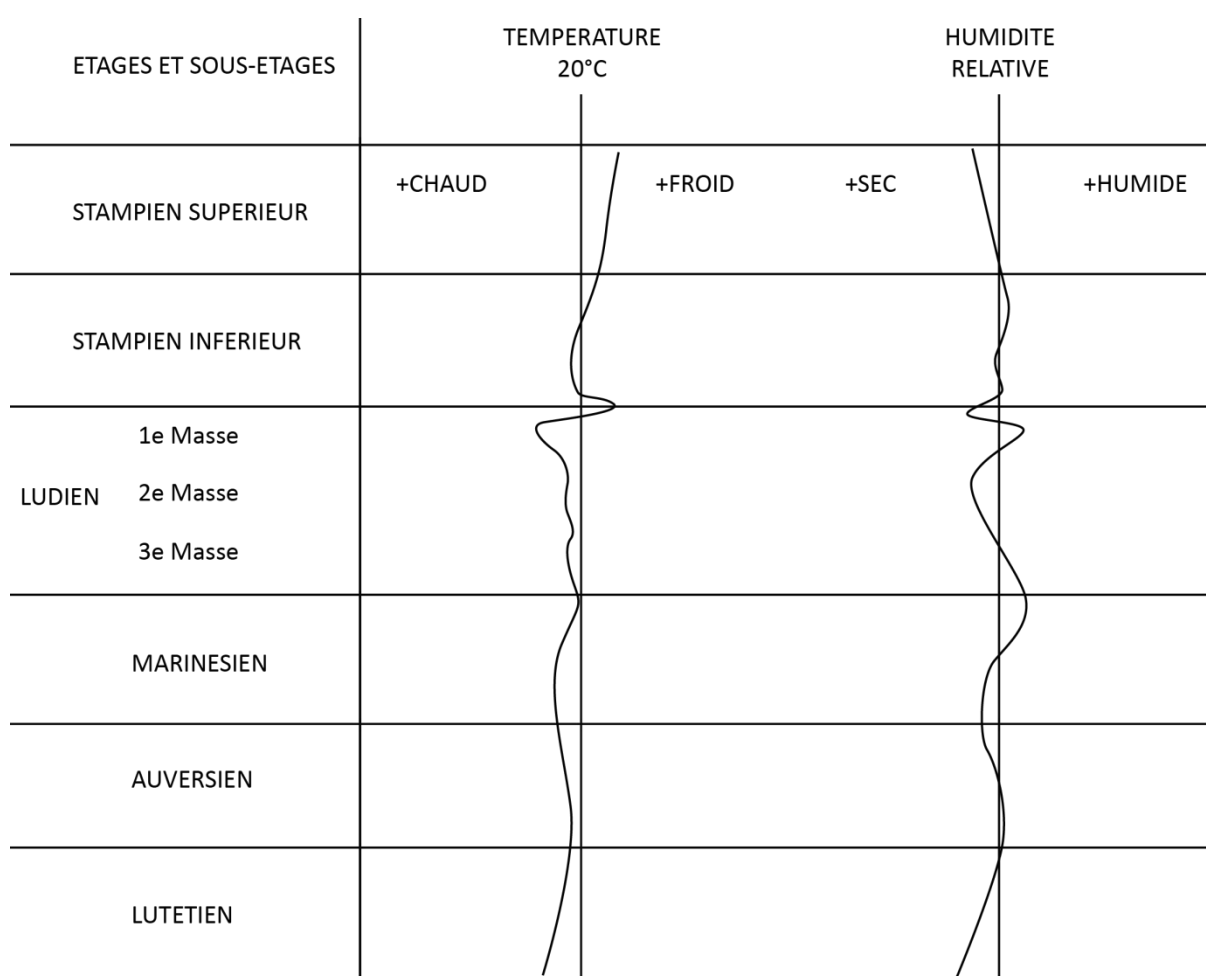 ETAGES ET SOUS-ETAGES
TEMPERATURE
20°C
HUMIDITE
RELATIVE
+CHAUD
+FROID
+SEC
+HUMIDE
STAMPIEN SUPERIEUR
STAMPIEN INFERIEUR
LUDIEN
1e Masse
2e Masse
3e Masse
MARINESIEN
AUVERSIEN
LUTETIEN